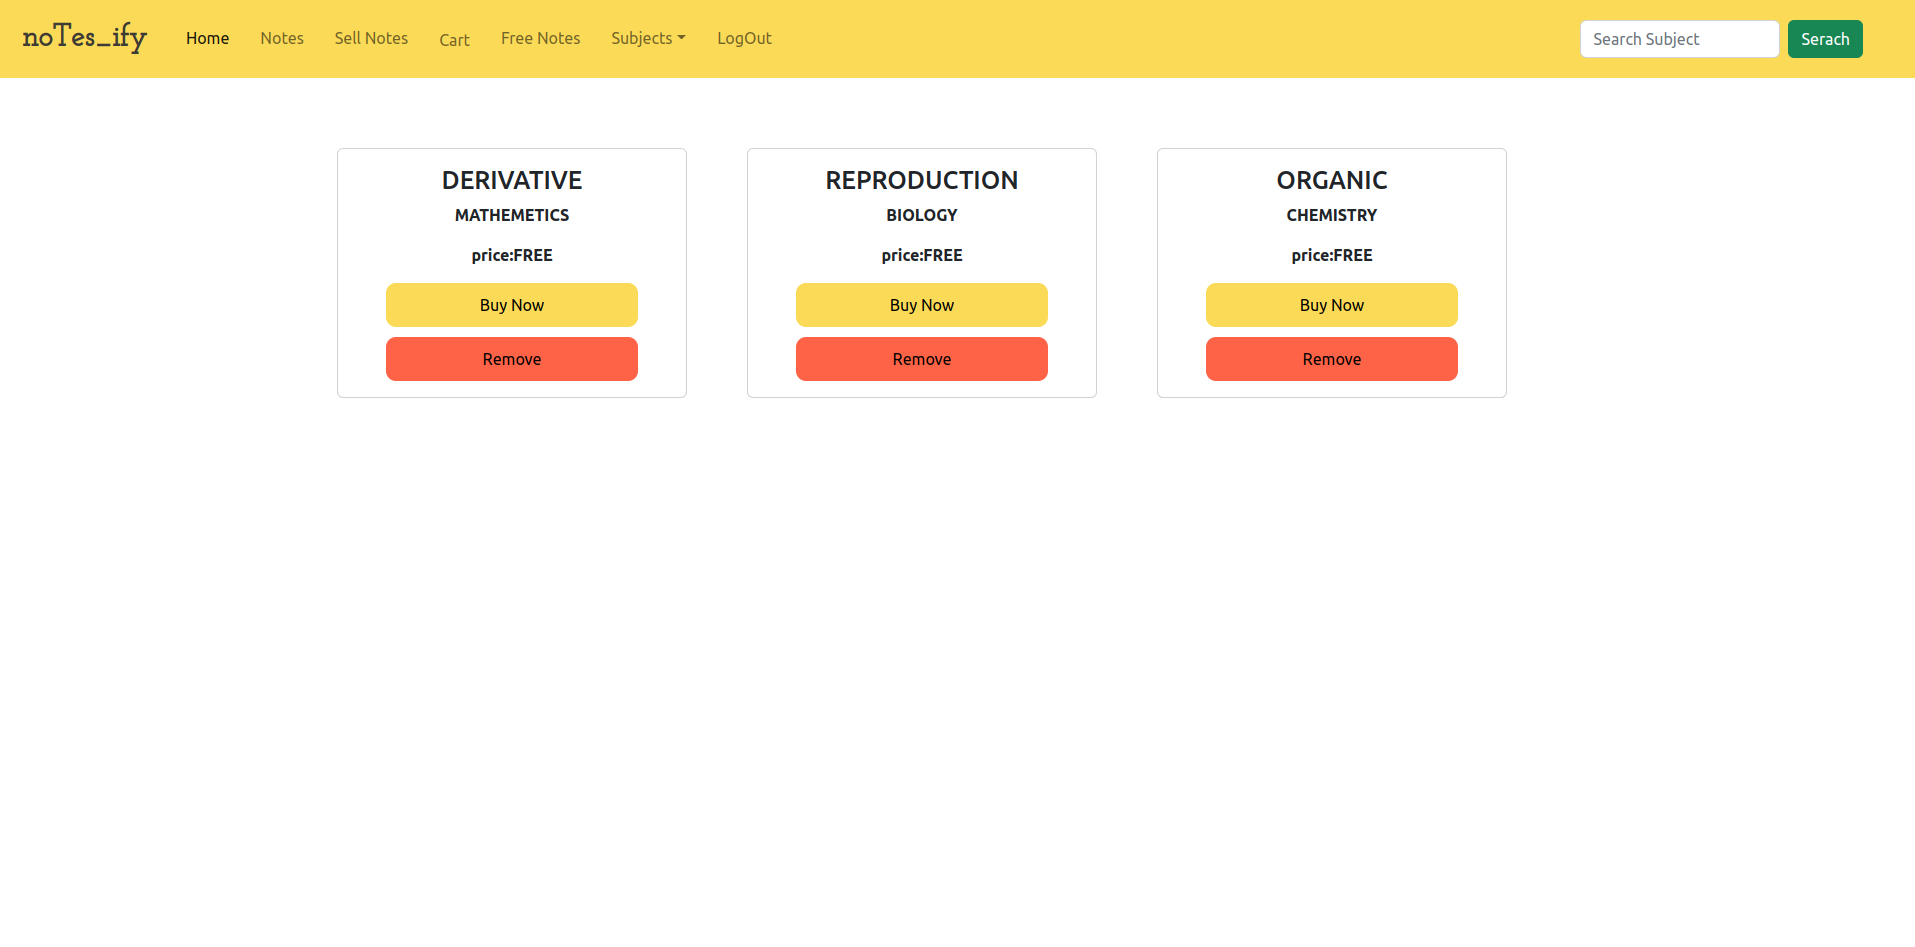 noTes_ify Home Notes Sell Notes Cart Free Notes Subjects LogOut Search Subject Serach
DERIVATIVE
MATHEMETICS
price:FREE
Buy Now
Remove
REPRODUCTION
BIOLOGY
price:FREE
Buy Now
Remove
ORGANIC
CHEMISTRY
price:FREE
Buy Now
Remove